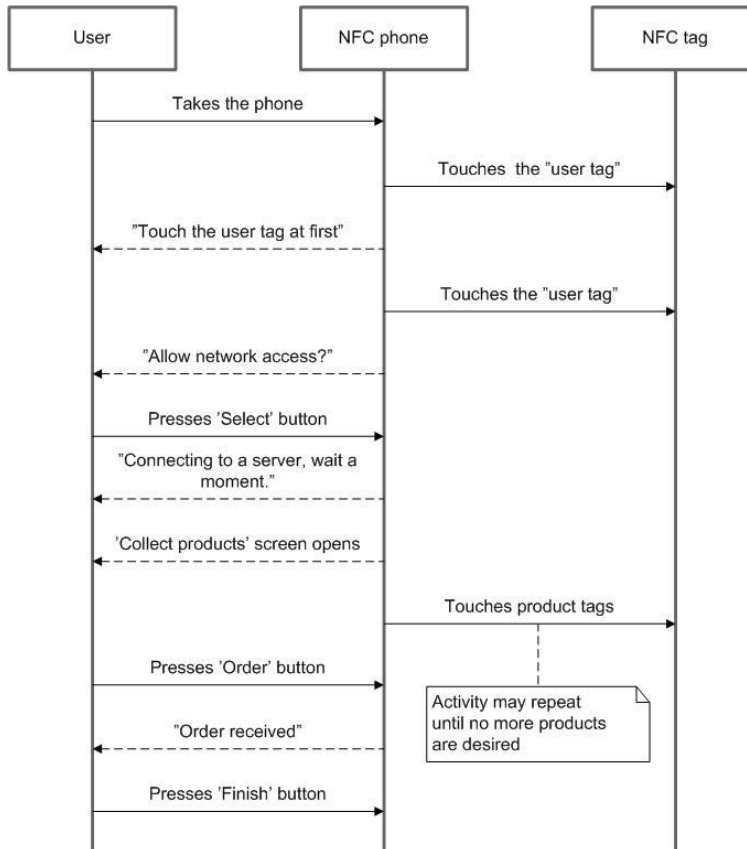 User
NFC phone
NFC tag
Takes the phone
Touches  the ”user tag”
”Touch the user tag at first”
Touches the ”user tag”
”Allow network access?”
Presses ’Select’ button
”Connecting to a server, wait a
moment.”
’Collect products’ screen opens
Touches product tags
Presses ’Order’ button
Activity may repeat
until no more products
are desired
”Order received”
Presses ’Finish’ button